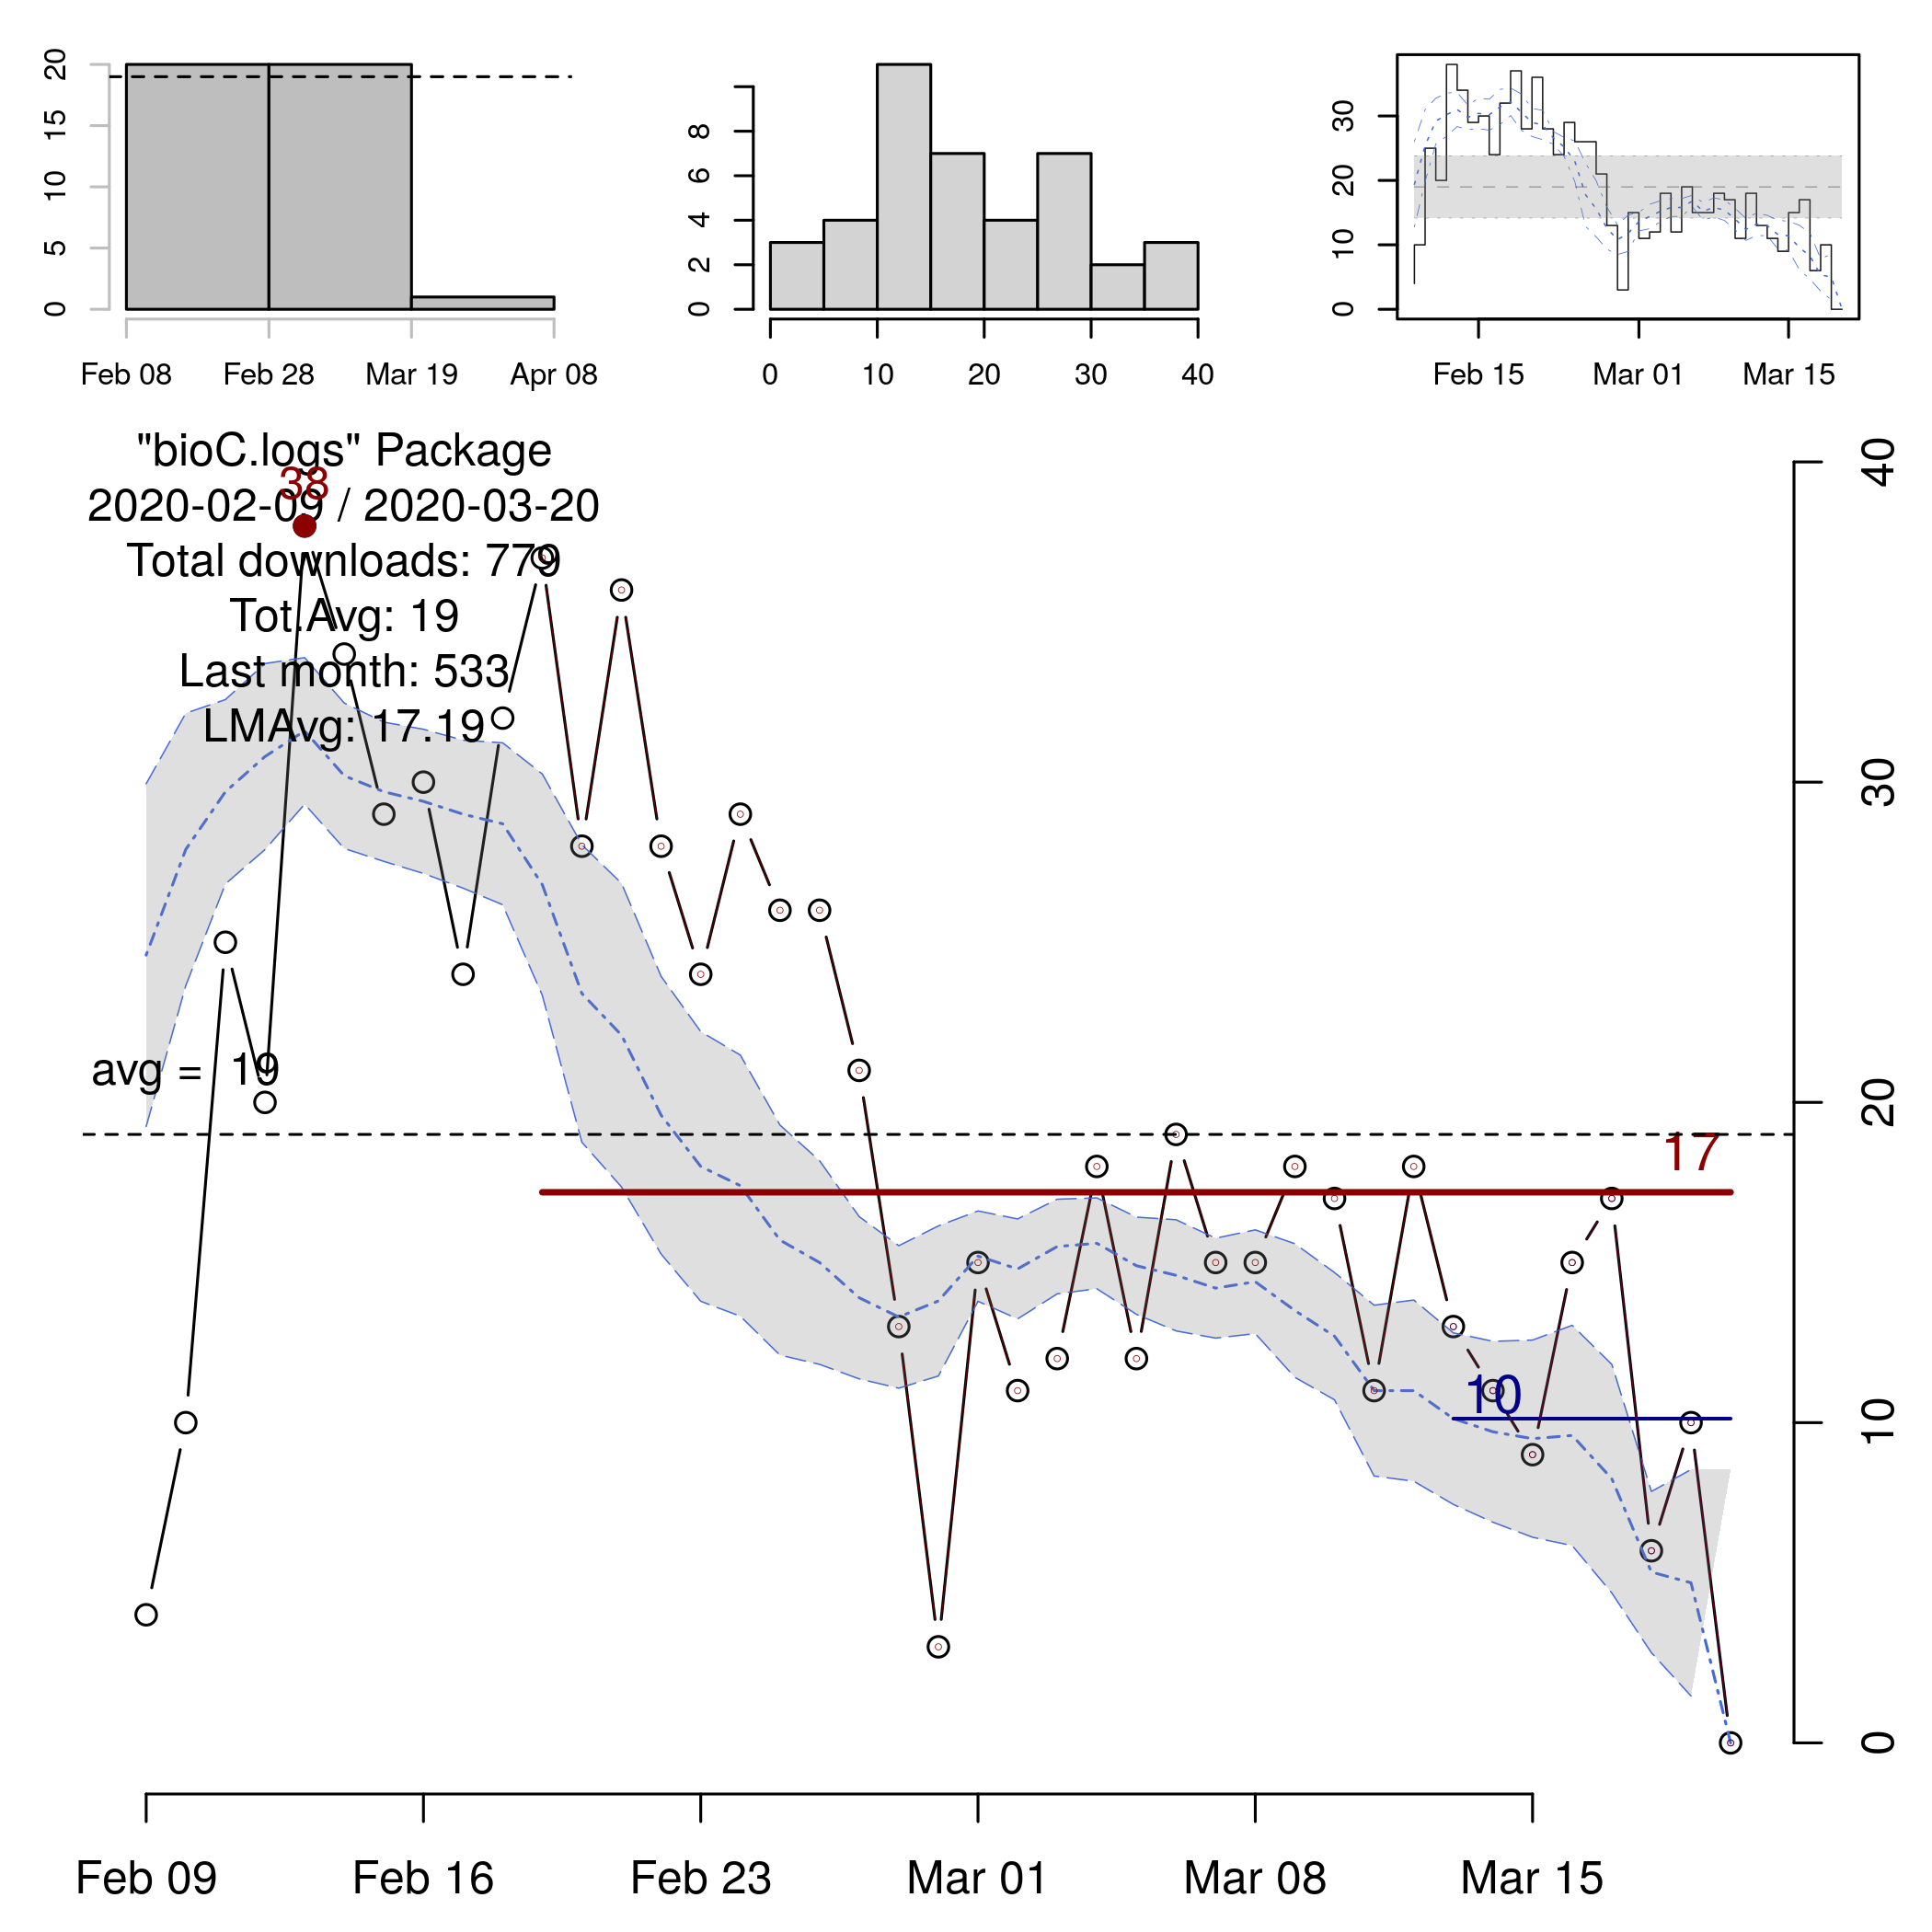 0 5 10 15 20
Feb 08 Feb 28 Mar 19 Apr 08
0 2 4 6 8
0 10 20 30 40
0 10 20 30
Feb 15 Mar 01 Mar 15
"bioC.logs" Package
38
2020-02-09 / 2020-03-20
Total downloads: 779
Tot.Avg: 19
Last month: 533
LMAvg: 17.19
avg = 19
17
10
0 10 20 30 40
Feb 09 Feb 16 Feb 23 Mar 01 Mar 08 Mar 15